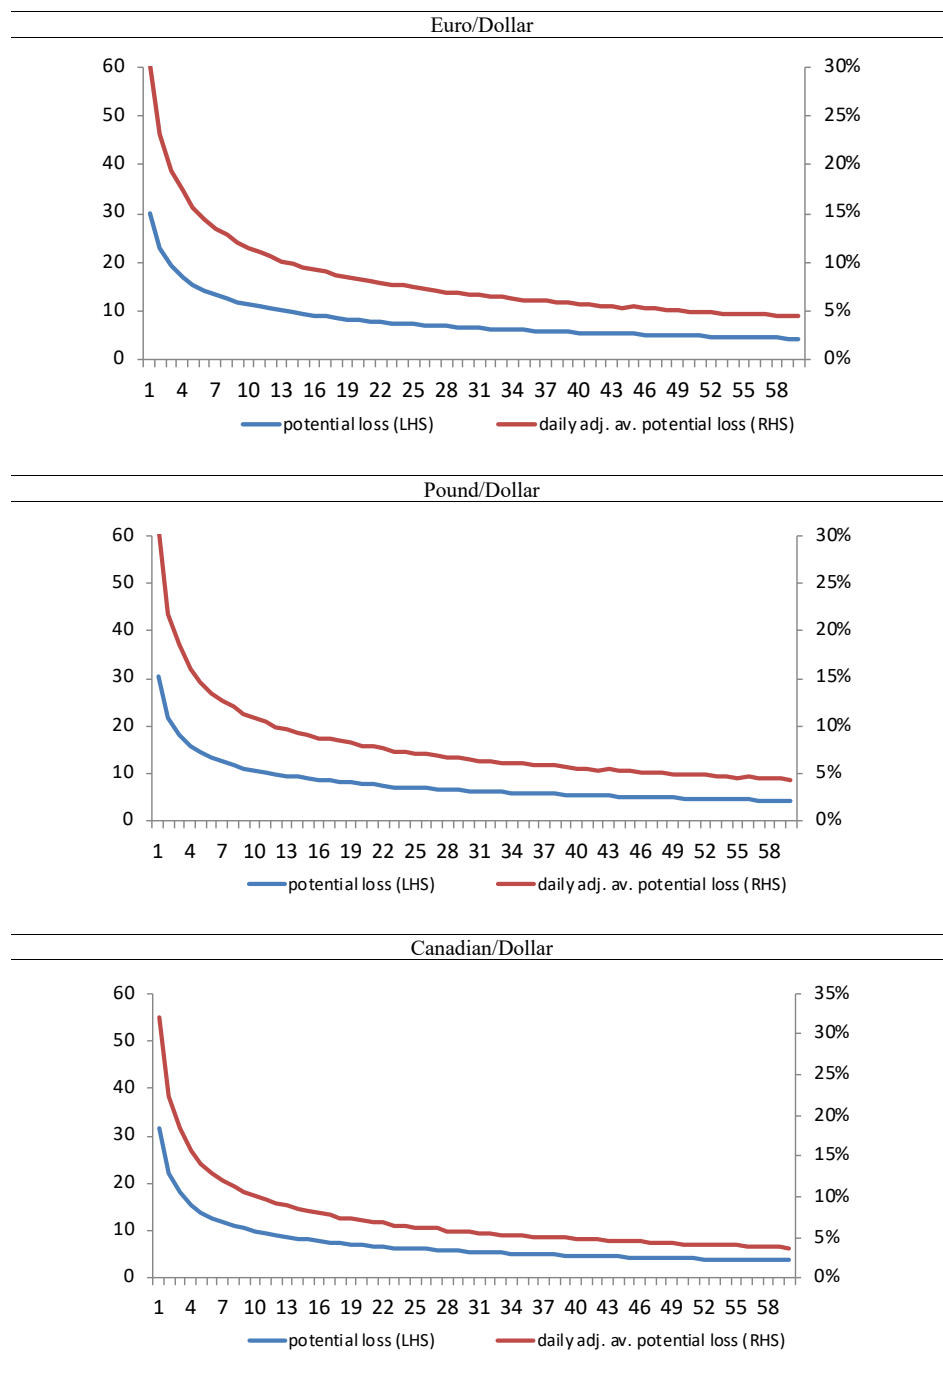 Euro/Dollar
60 30%
50 25%
40 20%
30 15%
20 10%
10 5%
0 0%
1 4 7 10 13 16 19 22 25 28 31 34 37 40 43 46 49 52 55 58
potential loss (LHS) daily adj. av. potential loss (RHS)
Pound/Dollar
60 30%
50 25%
40 20%
30 15%
20 10%
10 5%
0 0%
1 4 7 10 13 16 19 22 25 28 31 34 37 40 43 46 49 52 55 58
potential loss (LHS) daily adj. av. potential loss (RHS)
Canadian/Dollar
60 35%
50 30%
40 25%
30 20%
20 15%
10 10%
0 5%
0%
1 4 7 10 13 16 19 22 25 28 31 34 37 40 43 46 49 52 55 58
potential loss (LHS) daily adj. av. potential loss (RHS)